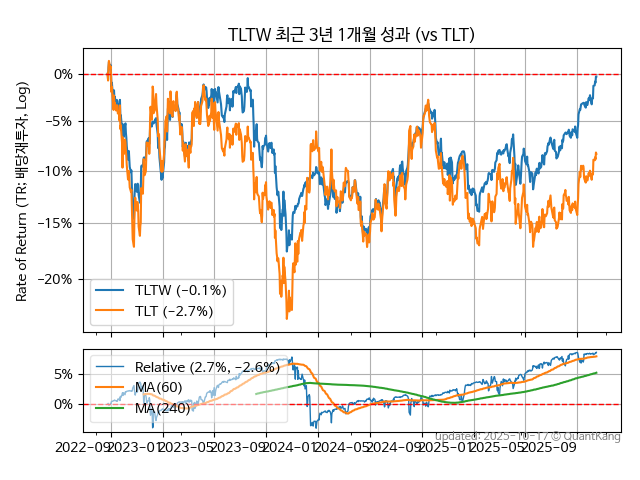 TLTW 최근 3년 1개월 성과 (vs TLT)
Rate of Return (TR: 배당재투자, Log)
0%
−5%
−10%
−15%
−20%
TLTW (−0.1%)
TLT (−2.7%)
5%
0%
Relative (2.7%, −2.6%)
MA(60)
MA(240)
2022−09
2023−01
2023−05
2023−09
2024−01
2024−05
2024−09
2025−01
2025−05
2025−09
updated: 2025−10−17 © QuantKang